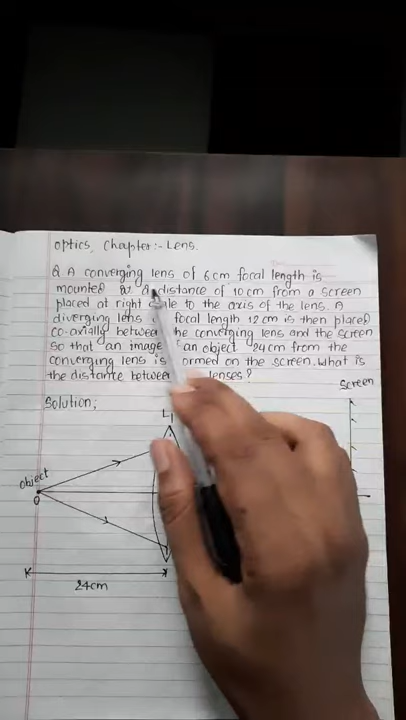 Optics, Chapter:- Lens.
Q. A converging lens of 6cm focal length is
mounted at a distance of 10cm from a screen
placed at right to the axis of the lens. A
diverging lens focal length 12cm is then placed
co-axially between the converging lens and the screen
so that an image an object 24cm from the
converging lens is formed on the screen. What is
the distance between lenses?
Screen
Solution;
L1
object
O
24cm